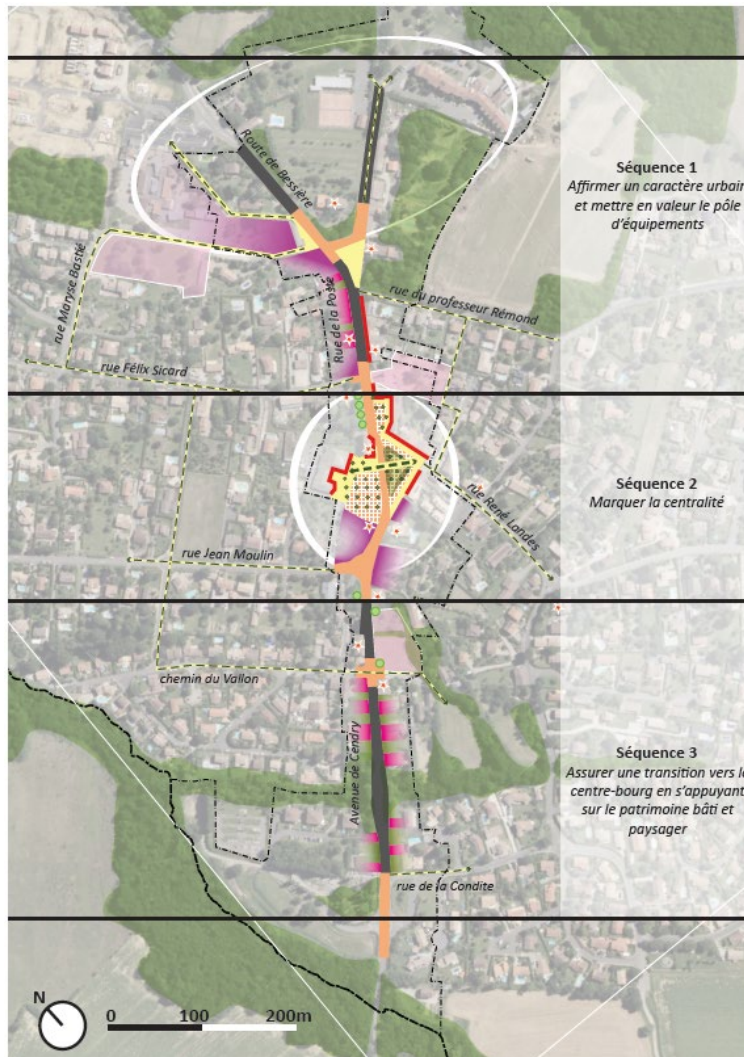 Séquence 1
Affirmer un caractère urbain
et mettre en valeur le pôle
d'équipements
Route de Bessière
rue Maryse Bastié
Rue de la Poste
rue du professeur Rémond
rue Félix Sicard
Séquence 2
Marquer la centralité
rue René Londes
rue Jean Moulin
chemin du Vallon
Avenue de Cendry
Séquence 3
Assurer une transition vers le
centre-bourg en s'appuyant
sur le patrimoine bâti et
paysager
rue de la Condite
N
0 100 200m